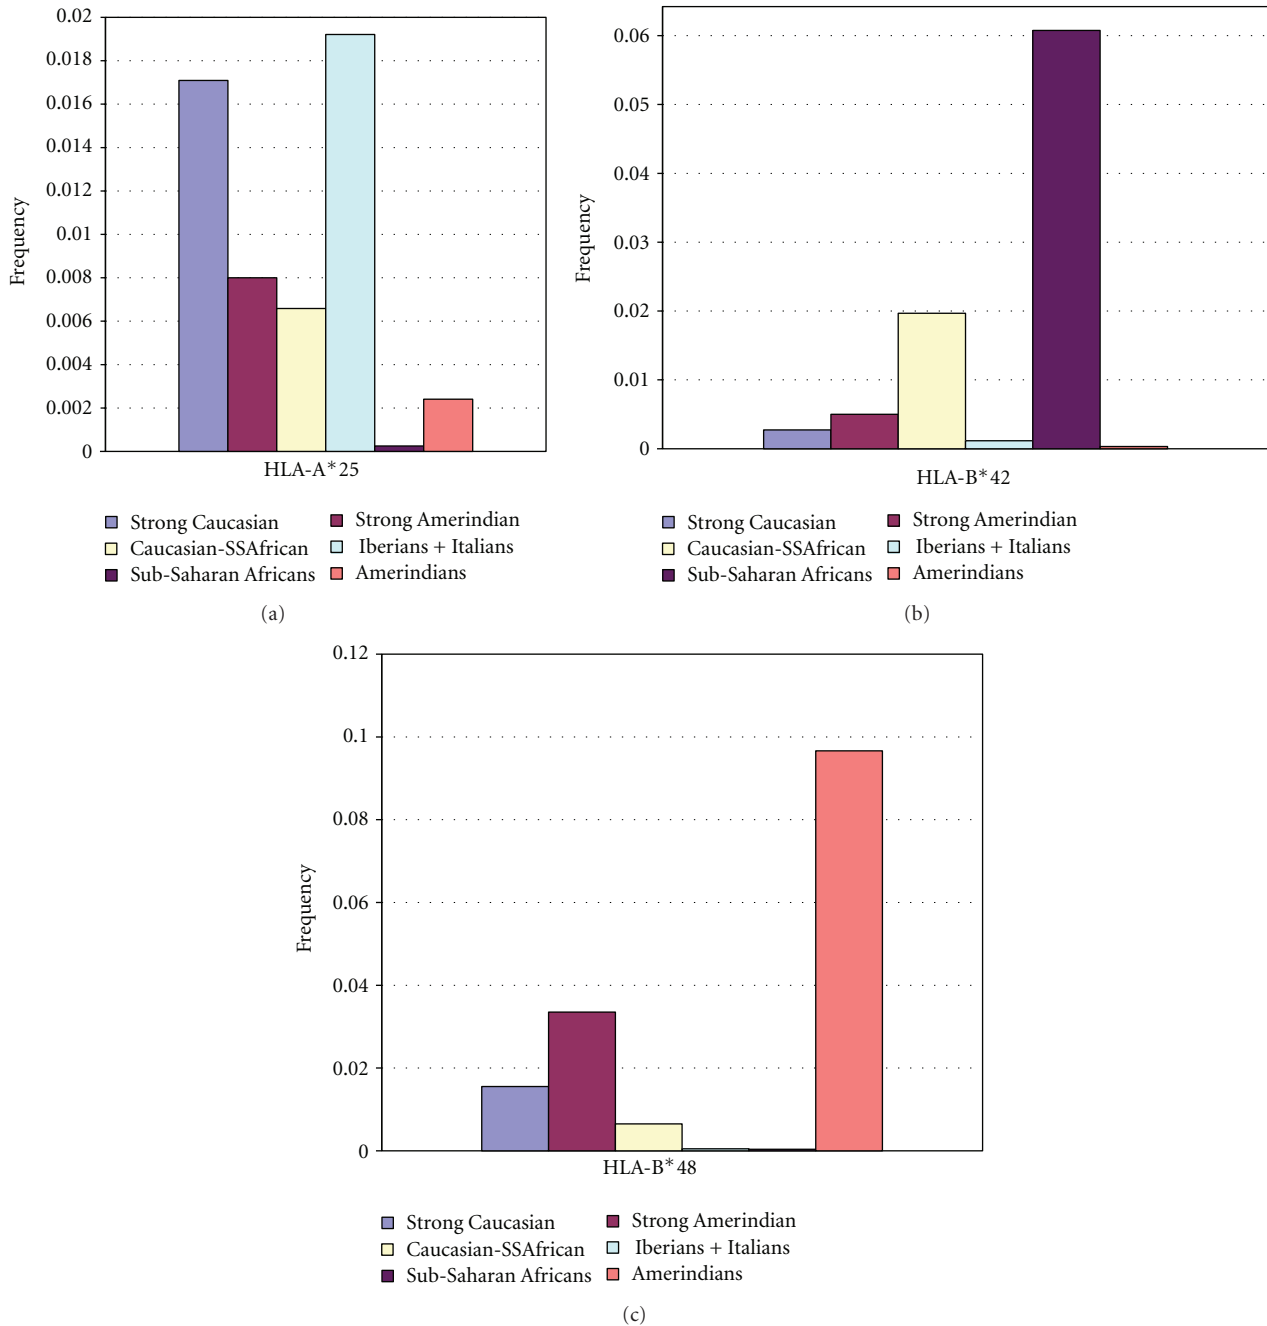 0.02
0.018
0.016
0.014
0.012
0.01
0.008
0.006
0.004
0.002
0
Frequency
HLA-A*25
Strong Caucasian
Strong Amerindian
Caucasian-SSAfrican
Iberians + Italians
Sub-Saharan Africans
Amerindians
(a)
0.06
0.05
0.04
0.03
0.02
0.01
0
Frequency
HLA-B*42
Strong Caucasian
Strong Amerindian
Caucasian-SSAfrican
Iberians + Italians
Sub-Saharan Africans
Amerindians
(b)
0.12
0.1
0.08
0.06
0.04
0.02
0
Frequency
HLA-B*48
Strong Caucasian
Strong Amerindian
Caucasian-SSAfrican
Iberians + Italians
Sub-Saharan Africans
Amerindians
(c)